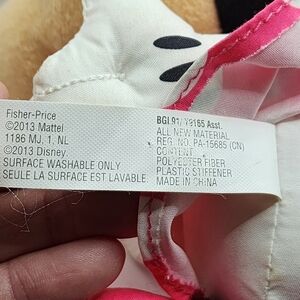 Fisher-Price
©2013 Mattel
1186 MJ, 1, NL
©2013 Disney.
SURFACE WASHABLE ONLY
SEULE LA SURFACE EST LAVABLE.
BGL91/ Y9165 Asst.
ALL NEW MATERIAL
REG. NO. PA-15685 (CN)
CONTENT
POLYESTER FIBER
PLASTIC STIFFENER
MADE IN CHINA